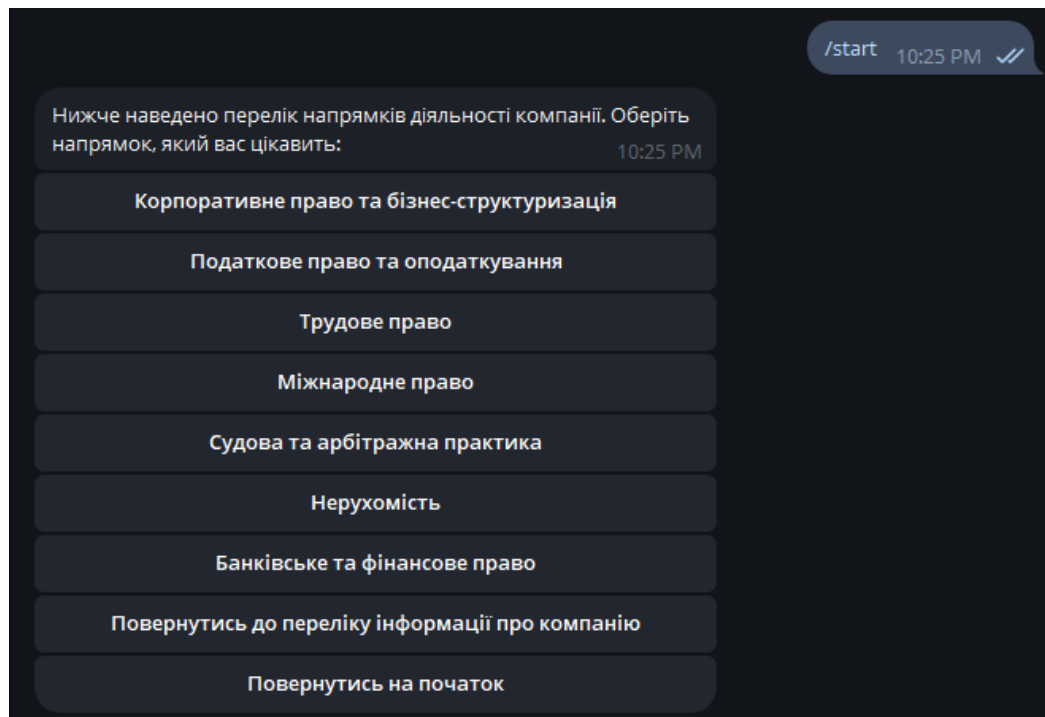 /start 10:25 PM
Нижче наведено перелік напрямків діяльності компанії. Оберіть
напрямок, який вас цікавить: 10:25 PM
Корпоративне право та бізнес-структуризація
Податкове право та оподаткування
Трудове право
Міжнародне право
Судова та арбітражна практика
Нерухомість
Банківське та фінансове право
Повернутись до переліку інформації про компанію
Повернутись на початок